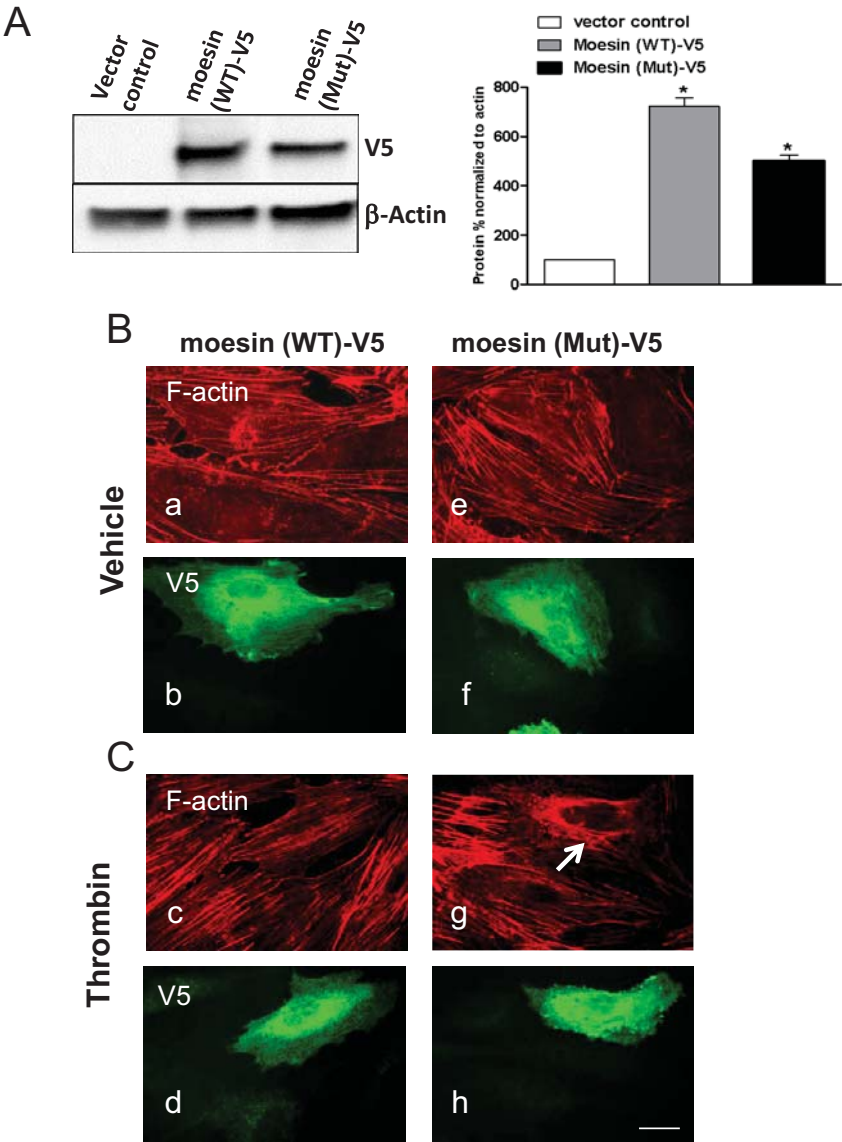 A
Vector
control
moesin
(WT)-V5
moesin
(Mut)-V5
V5
β-Actin
vector control
Moesin (WT)-V5
Moesin (Mut)-V5
Protein % normalized to actin
800
600
400
200
0
*
*
B
moesin (WT)-V5
moesin (Mut)-V5
Vehicle
F-actin
a
e
V5
b
f
C
Thrombin
F-actin
c
g
V5
d
h